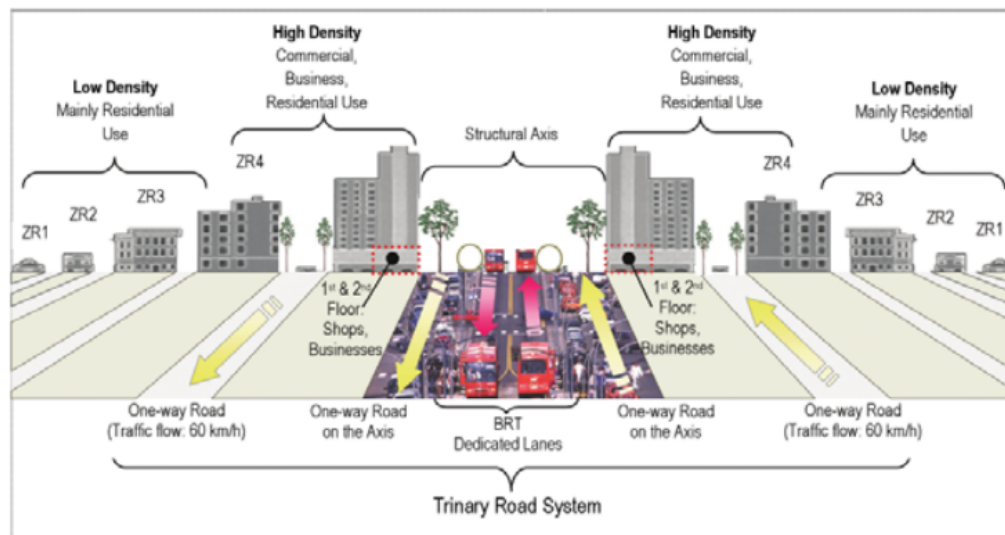 High Density
Commercial,
Business,
Residential Use
High Density
Commercial,
Business,
Residential Use
Low Density
Mainly Residential
Use
Low Density
Mainly Residential
Use
Structural Axis
ZR4
ZR3
ZR2
ZR1
ZR4
ZR3
ZR2
ZR1
1st & 2nd
Floor:
Shops,
Businesses
1st & 2nd
Floor:
Shops,
Businesses
One-way Road
(Traffic flow: 60 km/h)
One-way Road
on the Axis
BRT
Dedicated Lanes
One-way Road
on the Axis
One-way Road
(Traffic flow: 60 km/h)
Trinary Road System